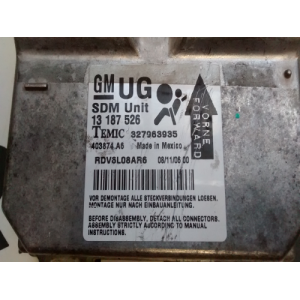 GM UG
SDM Unit
13 187 526
TEMIC 327963935
403874.A6 Made in Mexico
RDV8L08AR6 08/11/06 00
VORNE
FORWARD
VOR DEMONTAGE ALLE STECKVERBINDUNGEN LOESEN.
MONTAGE NUR NACH EINBAUANLEITUNG.
BEFORE DISASSEMBLY, DETACH ALL CONNECTORS.
ASSEMBLY STRICTLY ACCORDING TO MANUAL
INSTRUCTIONS.